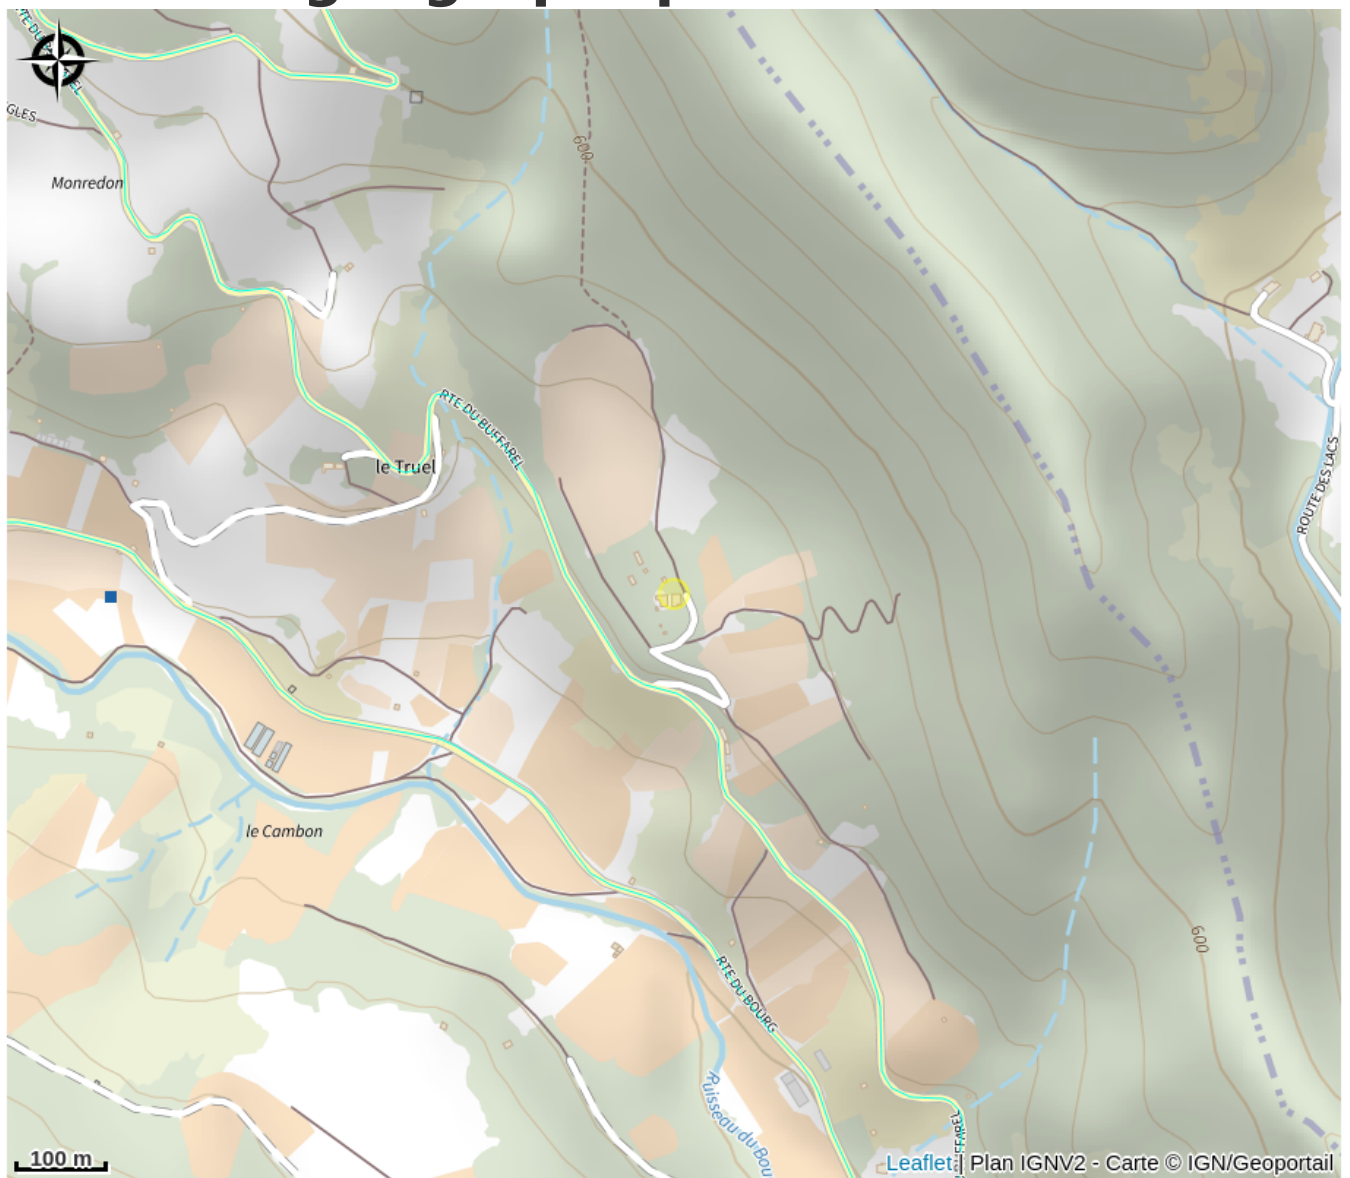 GLES
Monredon
600
RTE DU BUFFAREL
le Truel
ROUTE DES LACS
le Cambon
600
RTE DU BOURG
Ruisseau du Bou
100 m
Leaflet | Plan IGNV2 - Carte © IGN/Geoportail